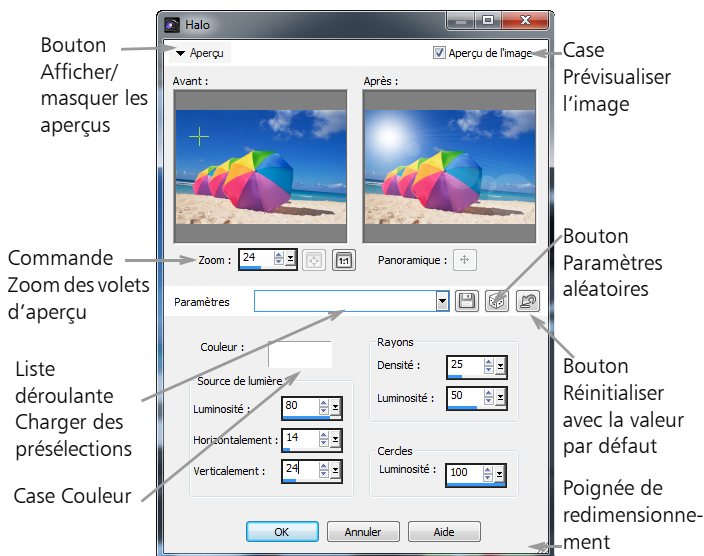 Halo
Bouton
Afficher/
masquer les
aperçus
Aperçu
Aperçu de l'image
Case
Prévisualiser
l’image
Avant :
Après :
Commande
Zoom des volets
d’aperçu
Zoom :
24
1:1
Panoramique :
Bouton
Paramètres
aléatoires
Paramètres
Liste
déroulante
Charger des
présélections
Couleur :
Rayons
Densité :
25
Luminosité :
50
Bouton
Réinitialiser
avec la valeur
par défaut
Source de lumière
Luminosité :
80
Horizontalement :
14
Verticalement :
24
Cercles
Luminosité :
100
Case Couleur
Poignée de
redimensionne-
ment
OK
Annuler
Aide